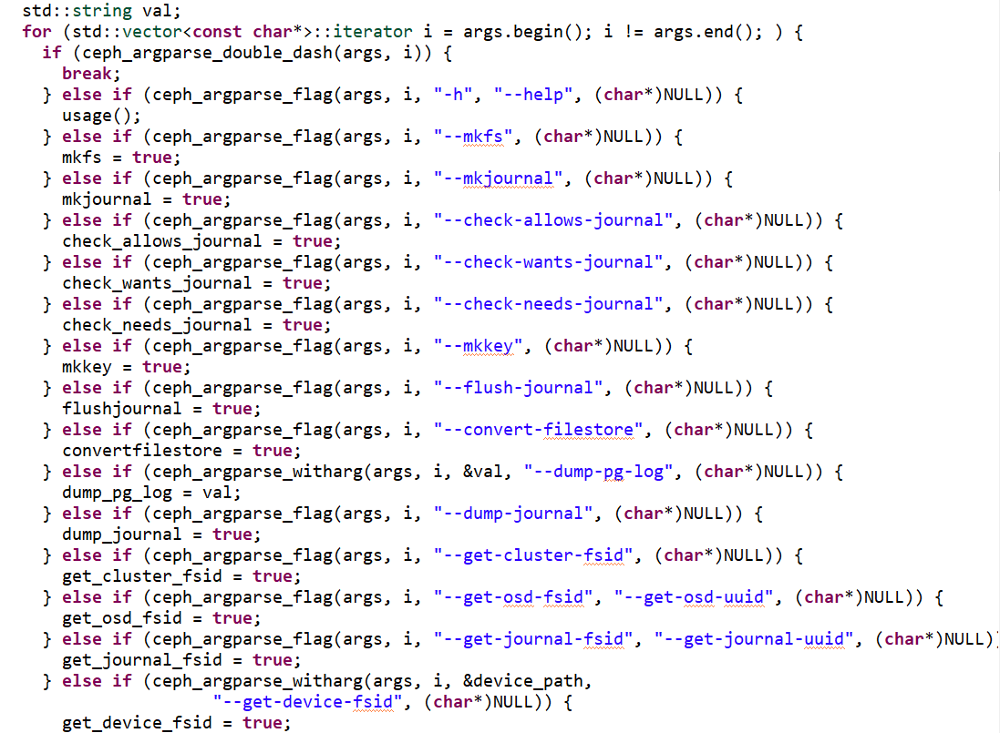 std::string val;
for (std::vector<const char*>::iterator i = args.begin(); i != args.end(); ) {
if (ceph_argparse_double_dash(args, i)) {
break;
} else if (ceph_argparse_flag(args, i, "-h", "--help", (char*)NULL)) {
usage();
} else if (ceph_argparse_flag(args, i, "--mkfs", (char*)NULL)) {
mkfs = true;
} else if (ceph_argparse_flag(args, i, "--mkjournal", (char*)NULL)) {
mkjournal = true;
} else if (ceph_argparse_flag(args, i, "--check-allows-journal", (char*)NULL)) {
check_allows_journal = true;
} else if (ceph_argparse_flag(args, i, "--check-wants-journal", (char*)NULL)) {
check_wants_journal = true;
} else if (ceph_argparse_flag(args, i, "--check-needs-journal", (char*)NULL)) {
check_needs_journal = true;
} else if (ceph_argparse_flag(args, i, "--mkkey", (char*)NULL)) {
mkkey = true;
} else if (ceph_argparse_flag(args, i, "--flush-journal", (char*)NULL)) {
flushjournal = true;
} else if (ceph_argparse_flag(args, i, "--convert-filestore", (char*)NULL)) {
convertfilestore = true;
} else if (ceph_argparse_witharg(args, i, &val, "--dump-pg-log", (char*)NULL)) {
dump_pg_log = val;
} else if (ceph_argparse_flag(args, i, "--dump-journal", (char*)NULL)) {
dump_journal = true;
} else if (ceph_argparse_flag(args, i, "--get-cluster-fsid", (char*)NULL)) {
get_cluster_fsid = true;
} else if (ceph_argparse_flag(args, i, "--get-osd-fsid", "--get-osd-uuid", (char*)NULL)) {
get_osd_fsid = true;
} else if (ceph_argparse_flag(args, i, "--get-journal-fsid", "--get-journal-uuid", (char*)NULL)
get_journal_fsid = true;
} else if (ceph_argparse_witharg(args, i, &device_path,
"--get-device-fsid", (char*)NULL)) {
get_device_fsid = true;